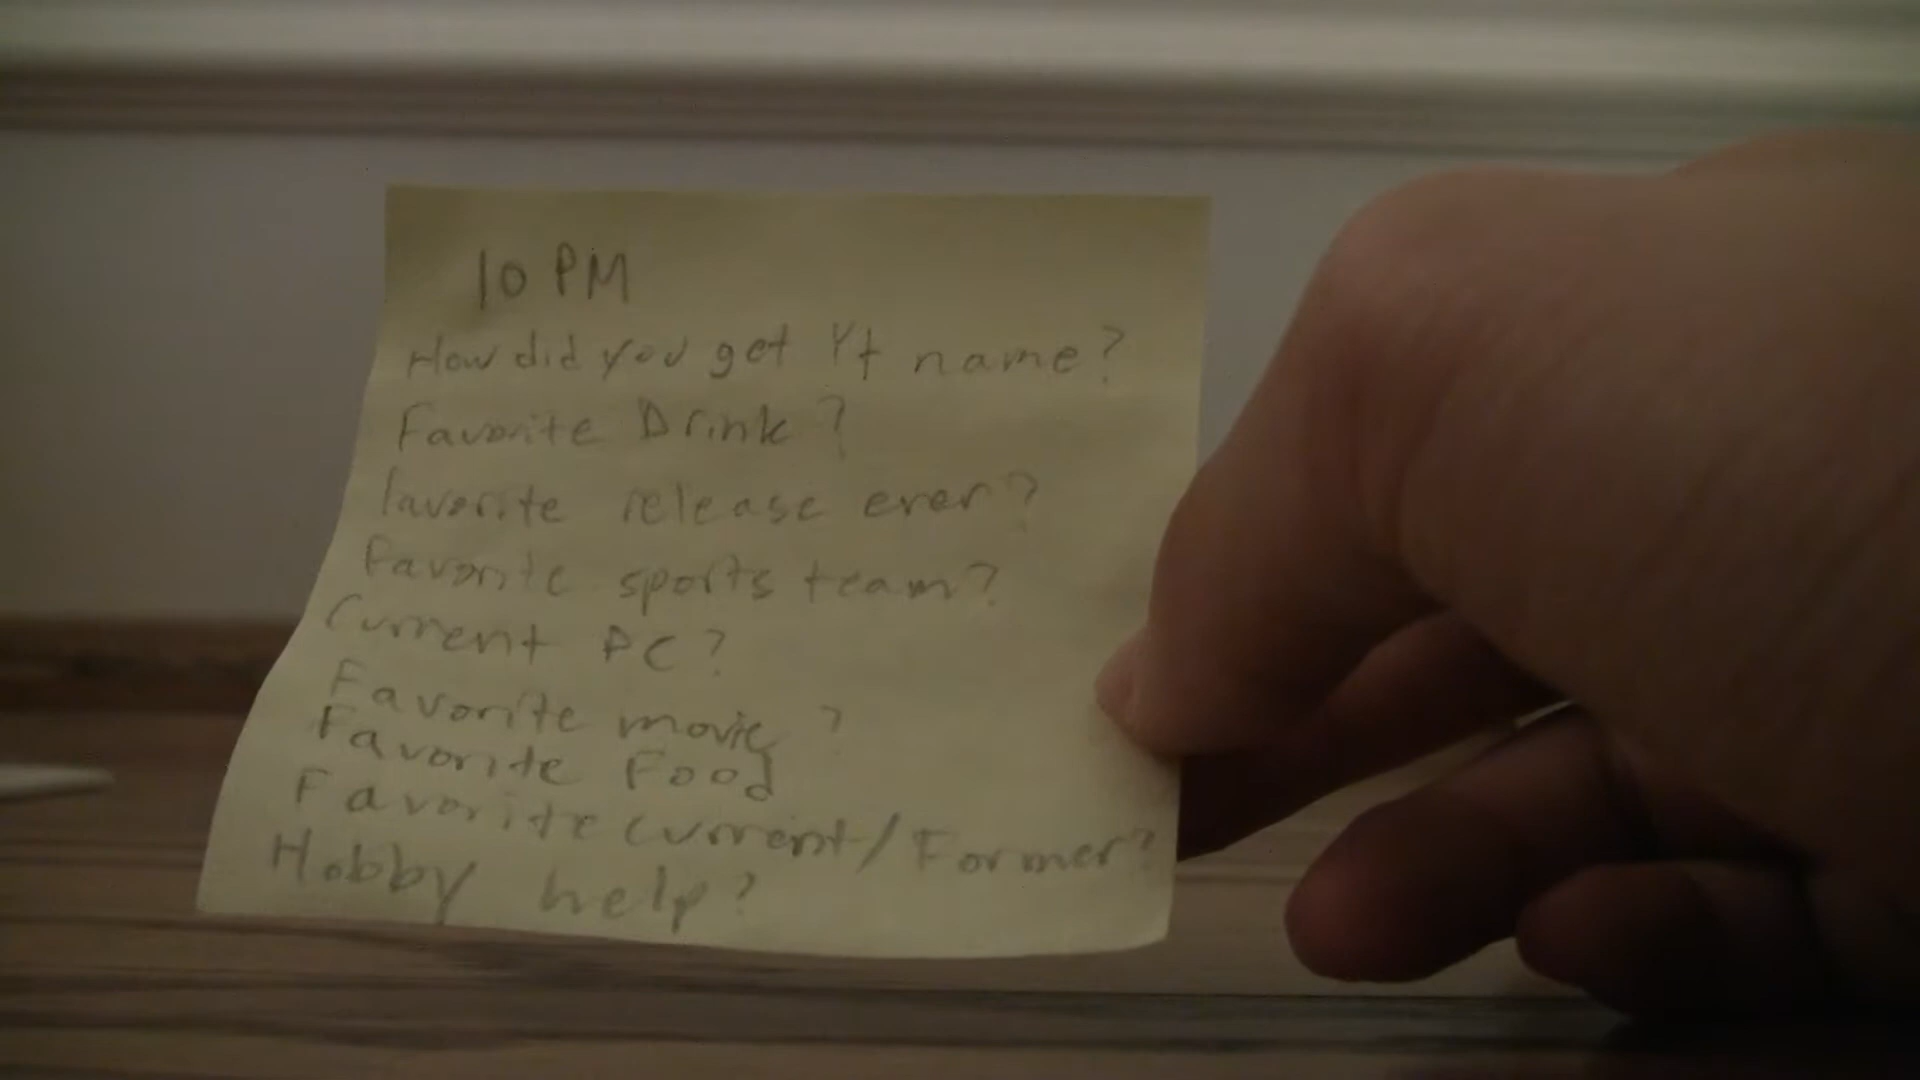 10 PM
How did you get Yt name?
Favorite Drink?
favorite release ever?
Favorite sports team?
Current PC?
Favorite movie?
Favorite Food
Favorite current/Former?
Hobby help?